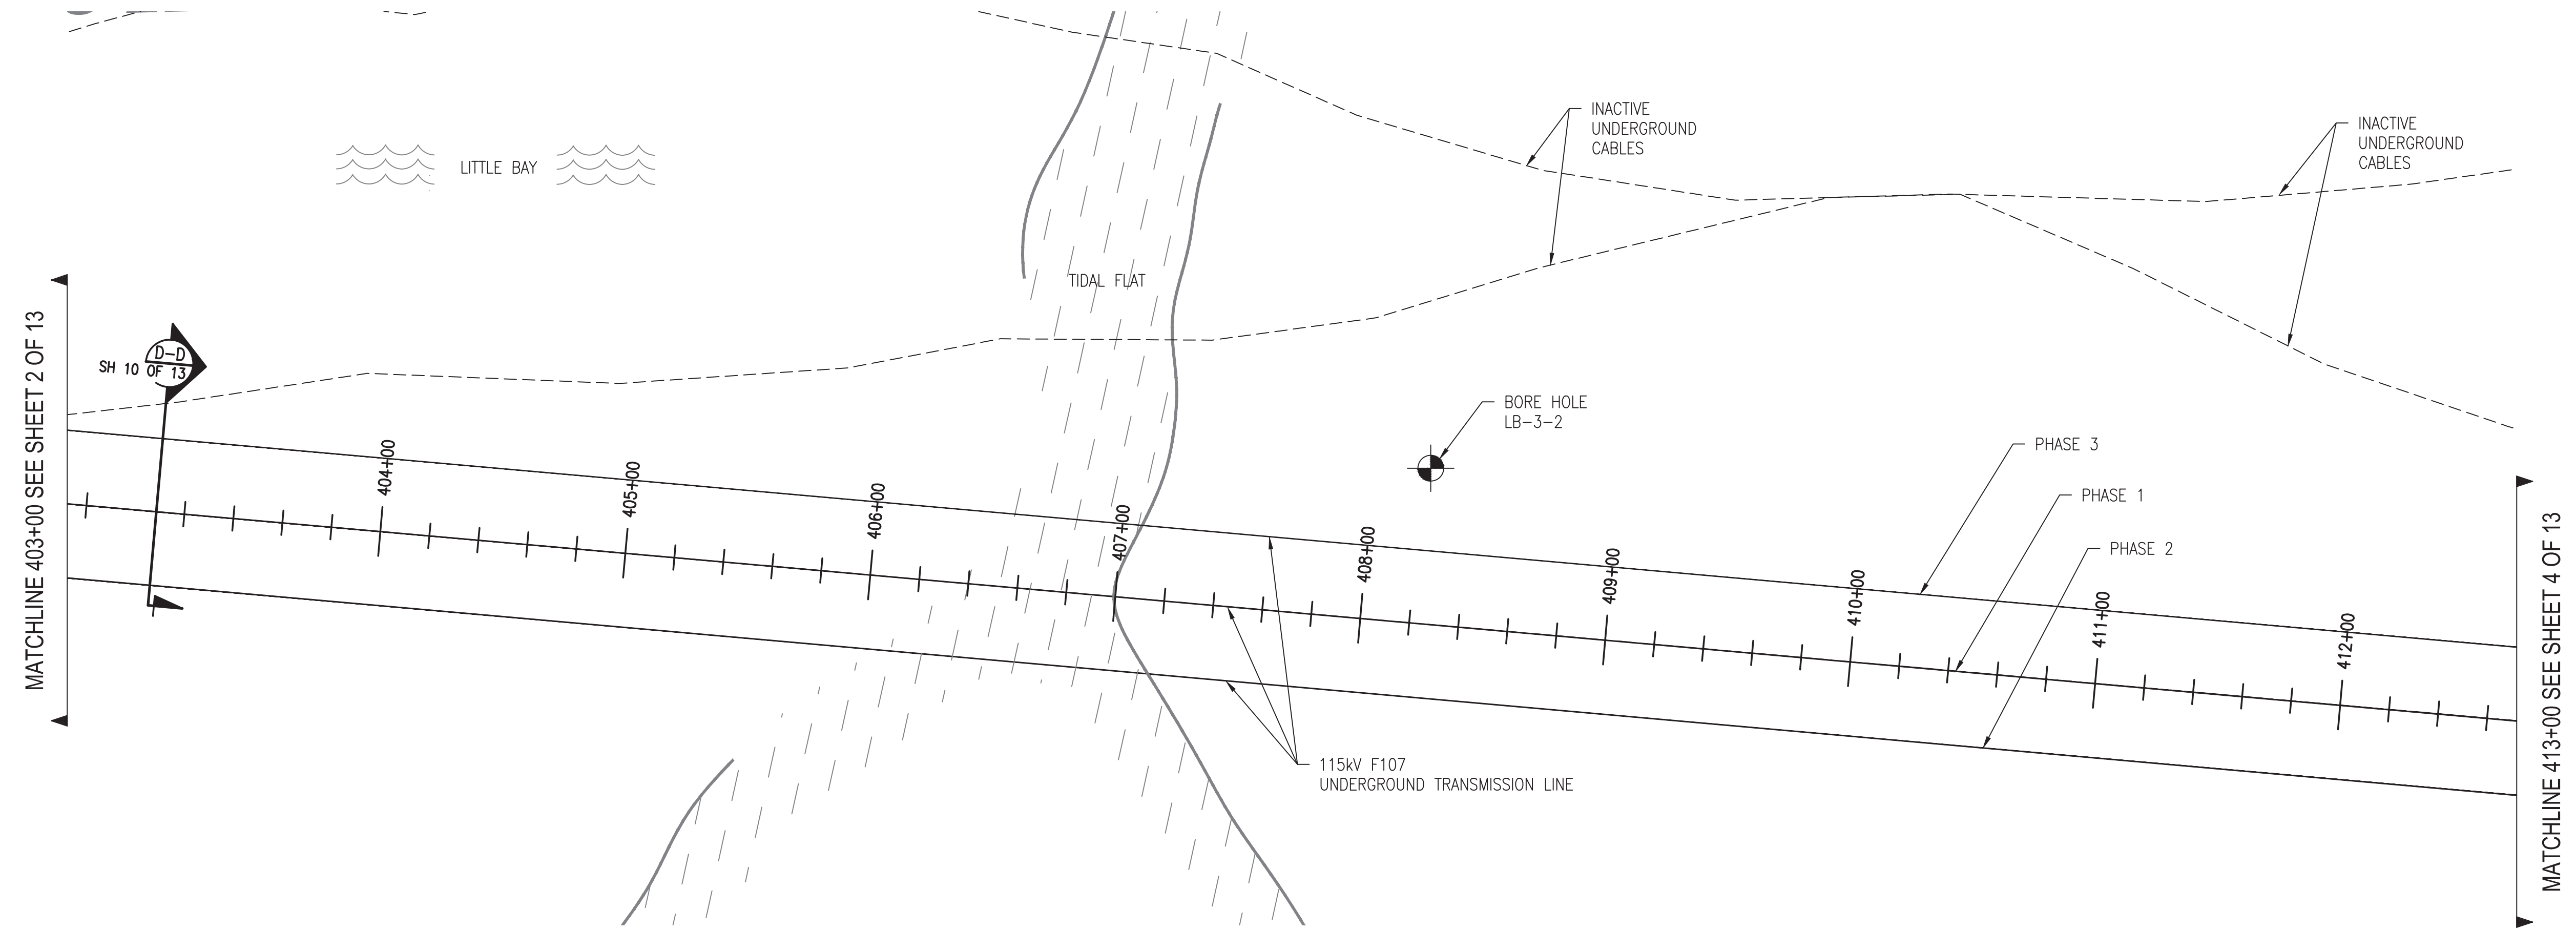 MATCHLINE 403+00 SEE SHEET 2 OF 13
D-D
SH 10 OF 13
LITTLE BAY
TIDAL FLAT
INACTIVE
UNDERGROUND
CABLES
INACTIVE
UNDERGROUND
CABLES
BORE HOLE
LB-3-2
PHASE 3
PHASE 1
PHASE 2
404+00
405+00
406+00
407+00
408+00
409+00
410+00
411+00
412+00
115kV F107
UNDERGROUND TRANSMISSION LINE
MATCHLINE 413+00 SEE SHEET 4 OF 13